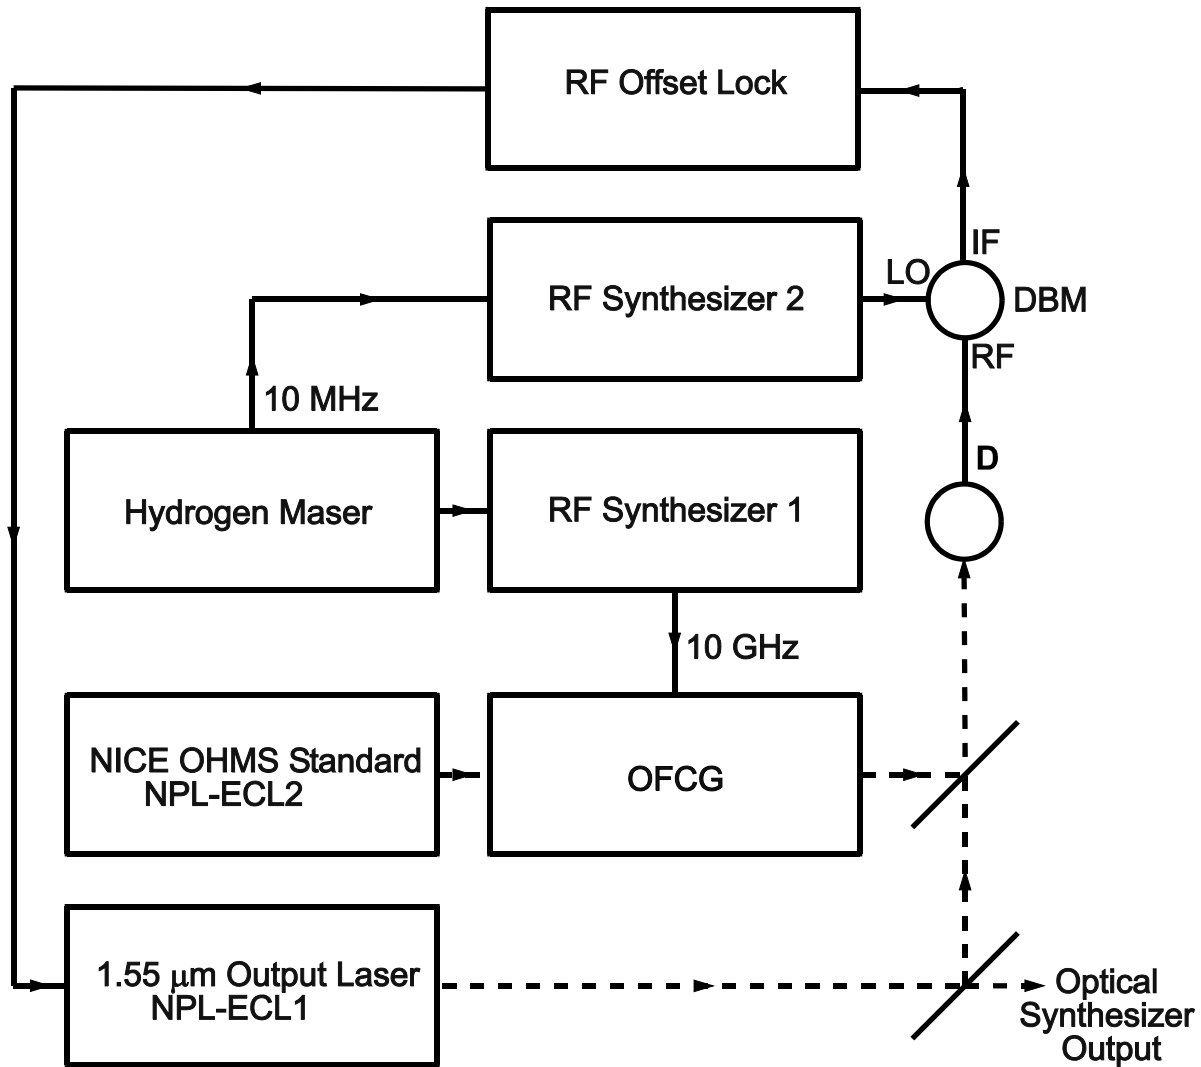 RF Offset Lock
IF
LO
RF Synthesizer 2
DBM
RF
10 MHz
D
Hydrogen Maser
RF Synthesizer 1
10 GHz
NICE OHMS Standard
NPL-ECL2
OFCG
1.55 μm Output Laser
NPL-ECL1
Optical
Synthesizer
Output